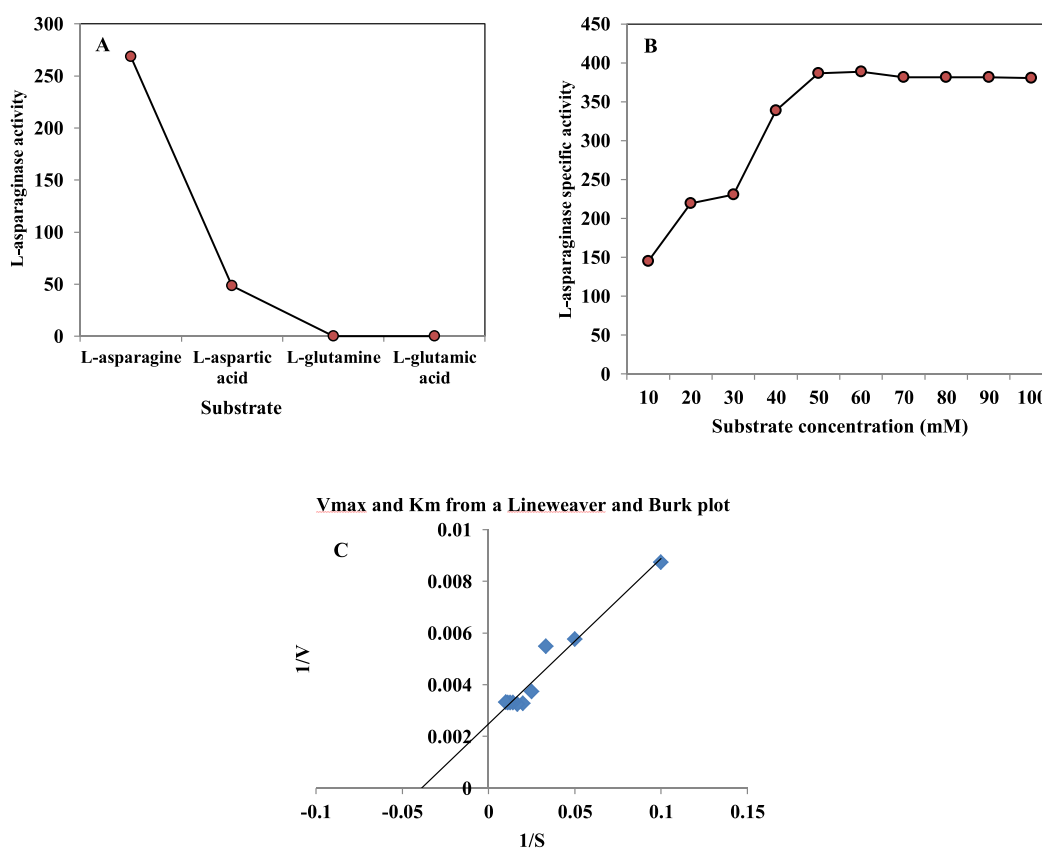 A
L-asparaginase activity
300
250
200
150
100
50
0
L-asparagine L-aspartic acid L-glutamine L-glutamic acid
Substrate
B
L-asparaginase specific activity
450
400
350
300
250
200
150
100
50
0
10 20 30 40 50 60 70 80 90 100
Substrate concentration (mM)
Vmax and Km from a Lineweaver and Burk plot
C
1/V
0.01
0.008
0.006
0.004
0.002
0
-0.1 -0.05 0 0.05 0.1 0.15
1/S